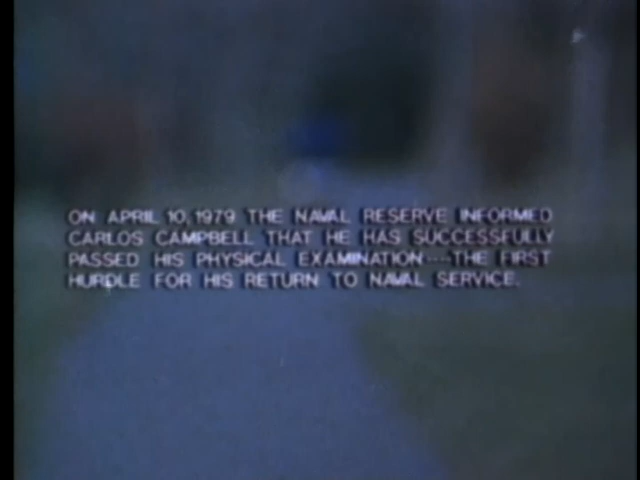 ON APRIL 10, 1979 THE NAVAL RESERVE INFORMED
CARLOS CAMPBELL THAT HE HAS SUCCESSFULLY
PASSED HIS PHYSICAL EXAMINATION----THE FIRST
HURDLE FOR HIS RETURN TO NAVAL SERVICE.